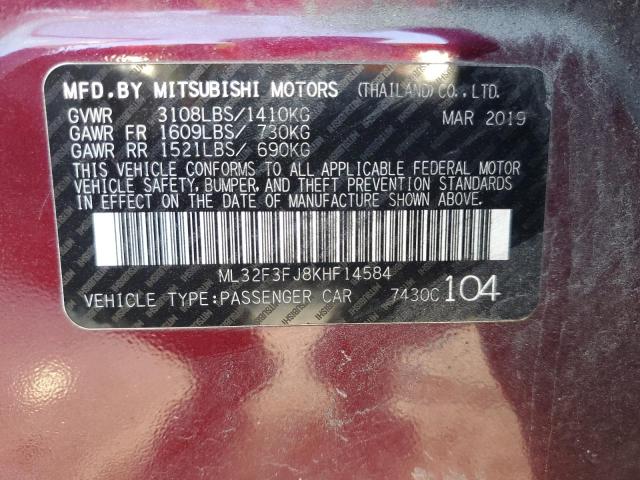 MFD.BY MITSUBISHI MOTORS (THAILAND)CO.,LTD.
GVWR 3108LBS/1410KG MAR 2019
GAWR FR 1609LBS/ 730KG
GAWR RR 1521LBS/ 690KG
THIS VEHICLE CONFORMS TO ALL APPLICABLE FEDERAL MOTOR
VEHICLE SAFETY, BUMPER, AND THEFT PREVENTION STANDARDS
IN EFFECT ON THE DATE OF MANUFACTURE SHOWN ABOVE.
ML32F3FJ8KHF14584
VEHICLE TYPE:PASSENGER CAR 7430C 104